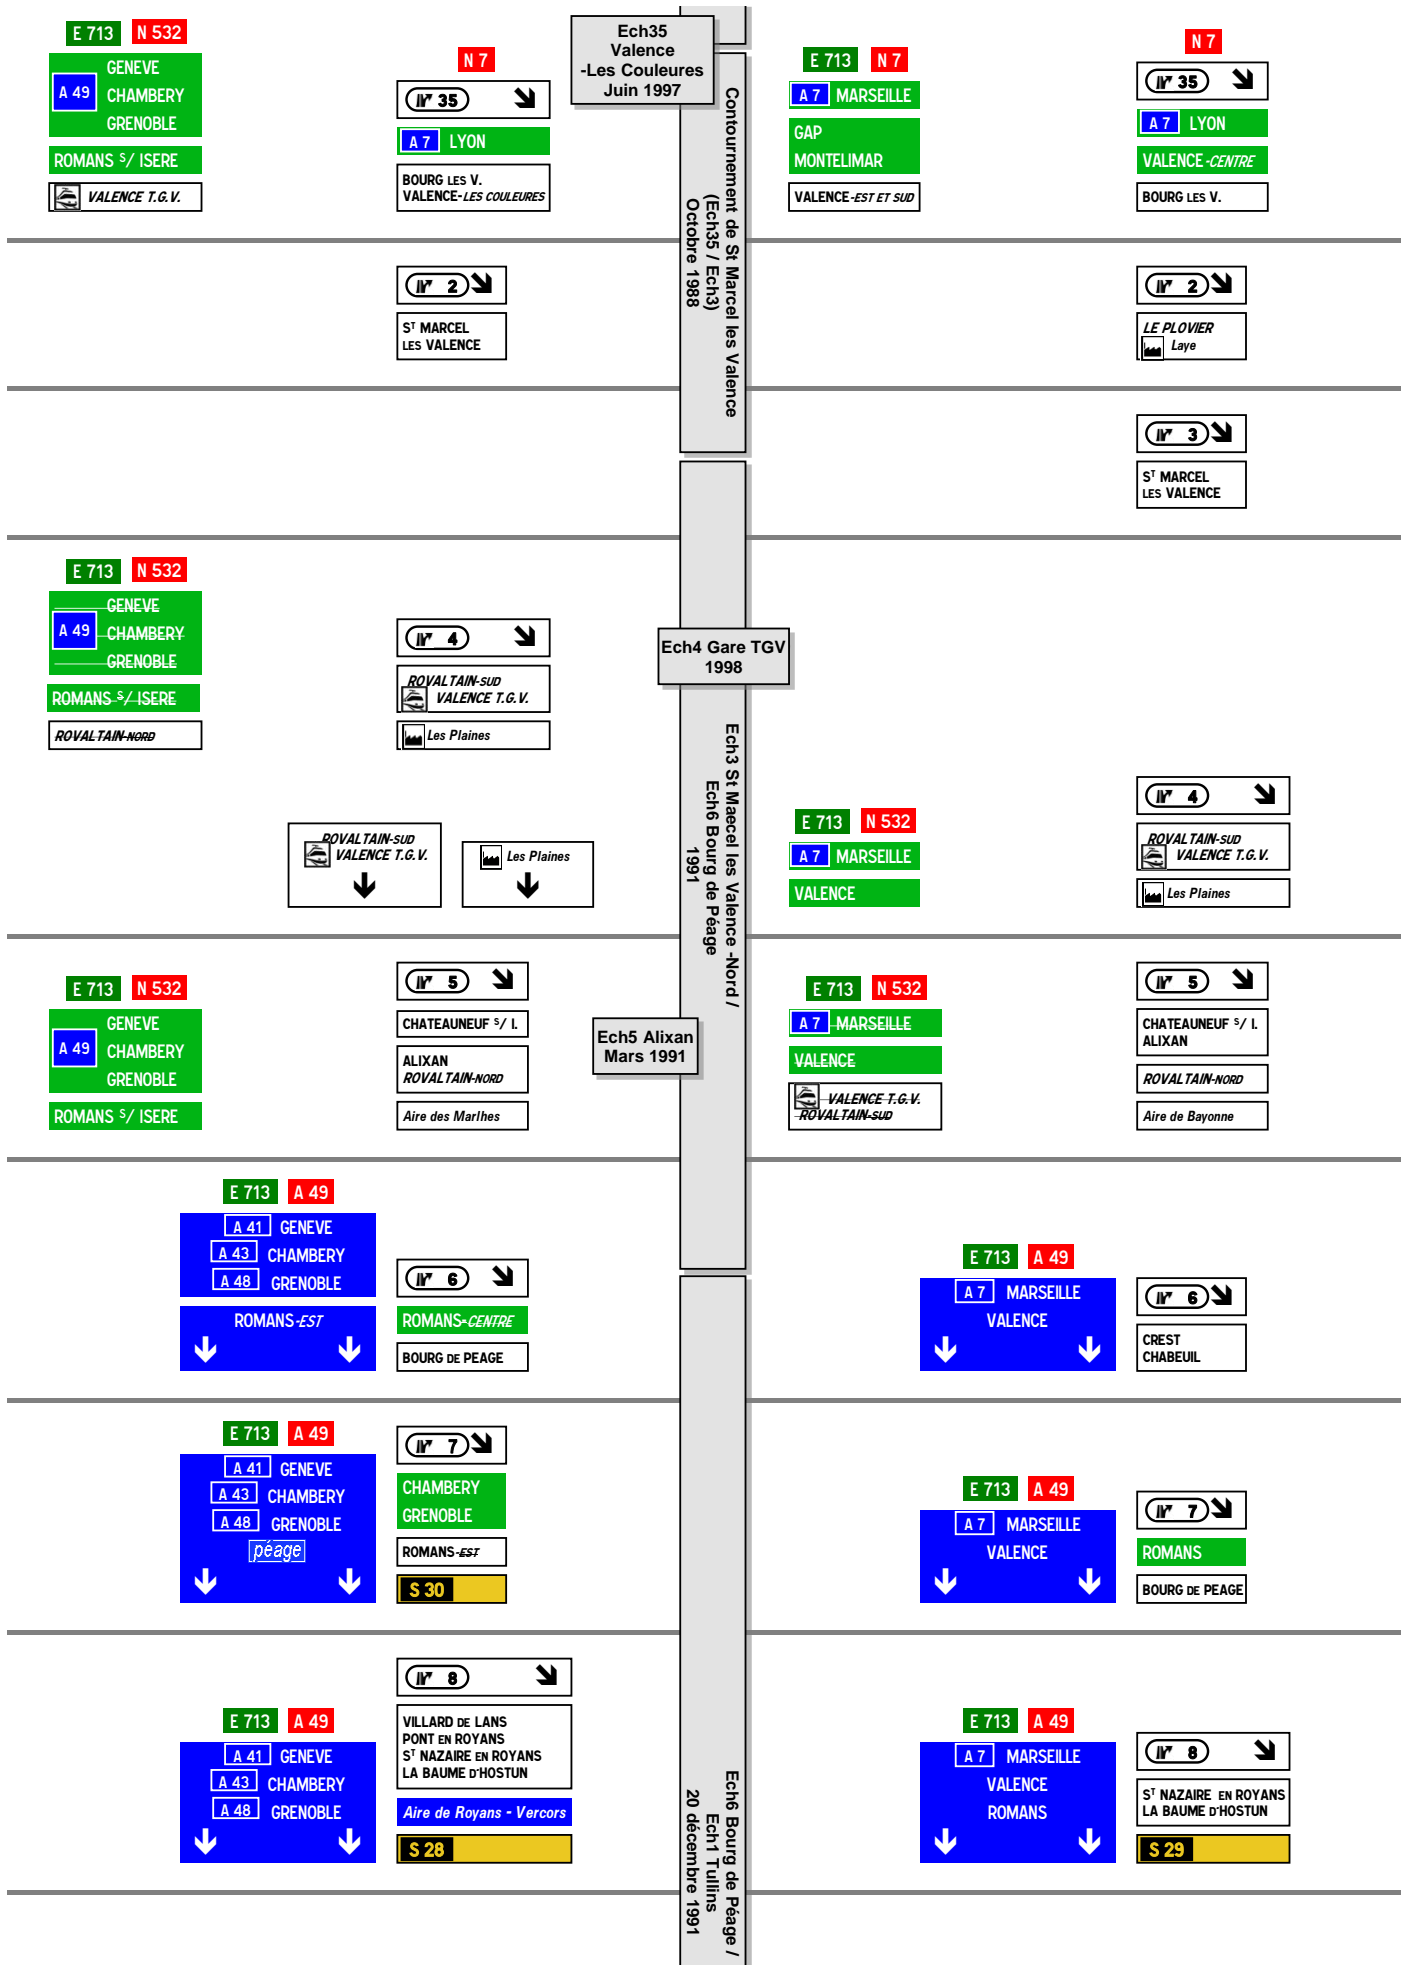 E 713 N 532
A 49
GENEVE
CHAMBERY
GRENOBLE
ROMANS S/ ISERE
VALENCE T.G.V.
N 7
35
A 7 LYON
BOURG LES V.
VALENCE-LES COULEURES
Ech35
Valence
-Les Couleures
Juin 1997
Contournement de St Marcel les Valence
(Ech35 / Ech3)
Octobre 1988
E 713 N 7
A 7 MARSEILLE
GAP
MONTELIMAR
VALENCE-EST ET SUD
N 7
35
A 7 LYON
VALENCE-CENTRE
BOURG LES V.
2
ST MARCEL
LES VALENCE
2
LE PLOVIER
Laye
3
ST MARCEL
LES VALENCE
E 713 N 532
A 49
GENEVE
CHAMBERY
GRENOBLE
ROMANS S/ ISERE
ROVALTAIN-NORD
4
ROVALTAIN-SUD
VALENCE T.G.V.
Les Plaines
ROVALTAIN-SUD
VALENCE T.G.V.
Les Plaines
Ech4 Gare TGV
1998
Ech3 St Maecel les Valence -Nord /
Ech6 Bourg de Péage
1991
E 713 N 532
A 7 MARSEILLE
VALENCE
4
ROVALTAIN-SUD
VALENCE T.G.V.
Les Plaines
E 713 N 532
A 49
GENEVE
CHAMBERY
GRENOBLE
ROMANS S/ ISERE
5
CHATEAUNEUF S/ I.
ALIXAN
ROVALTAIN-NORD
Aire des Marlhes
Ech5 Alixan
Mars 1991
E 713 N 532
A 7 MARSEILLE
VALENCE
VALENCE T.G.V.
ROVALTAIN-SUD
5
CHATEAUNEUF S/ I.
ALIXAN
ROVALTAIN-NORD
Aire de Bayonne
E 713 A 49
A 41 GENEVE
A 43 CHAMBERY
A 48 GRENOBLE
ROMANS-EST
6
ROMANS-CENTRE
BOURG DE PEAGE
E 713 A 49
A 7 MARSEILLE
VALENCE
6
CREST
CHABEUIL
E 713 A 49
A 41 GENEVE
A 43 CHAMBERY
A 48 GRENOBLE
péage
7
CHAMBERY
GRENOBLE
ROMANS-EST
S 30
E 713 A 49
A 7 MARSEILLE
VALENCE
7
ROMANS
BOURG DE PEAGE
E 713 A 49
A 41 GENEVE
A 43 CHAMBERY
A 48 GRENOBLE
8
VILLARD DE LANS
PONT EN ROYANS
ST NAZAIRE EN ROYANS
LA BAUME D'HOSTUN
Aire de Royans - Vercors
S 28
Ech6 Bourg de Péage /
Ech1 Tullins
20 décembre 1991
E 713 A 49
A 7 MARSEILLE
VALENCE
ROMANS
8
ST NAZAIRE EN ROYANS
LA BAUME D'HOSTUN
S 29